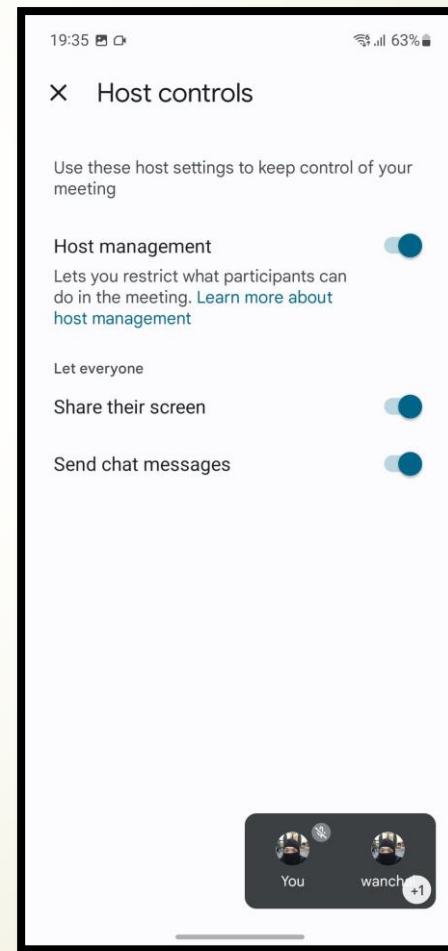 19:35 63%
Host controls
Use these host settings to keep control of your
meeting
Host management
Lets you restrict what participants can
do in the meeting. Learn more about
host management
Let everyone
Share their screen
Send chat messages
You
+1